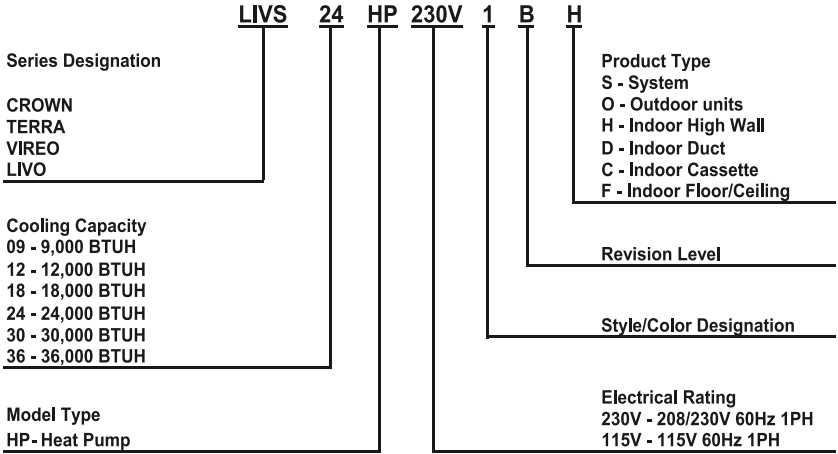 LIVS 24 HP 230V 1 B H
Series Designation
CROWN
TERRA
VIREO
LIVO
Cooling Capacity
09 - 9,000 BTUH
12 - 12,000 BTUH
18 - 18,000 BTUH
24 - 24,000 BTUH
30 - 30,000 BTUH
36 - 36,000 BTUH
Model Type
HP - Heat Pump
Product Type
S - System
O - Outdoor units
H - Indoor High Wall
D - Indoor Duct
C - Indoor Cassette
F - Indoor Floor/Ceiling
Revision Level
Style/Color Designation
Electrical Rating
230V - 208/230V 60Hz 1PH
115V - 115V 60Hz 1PH